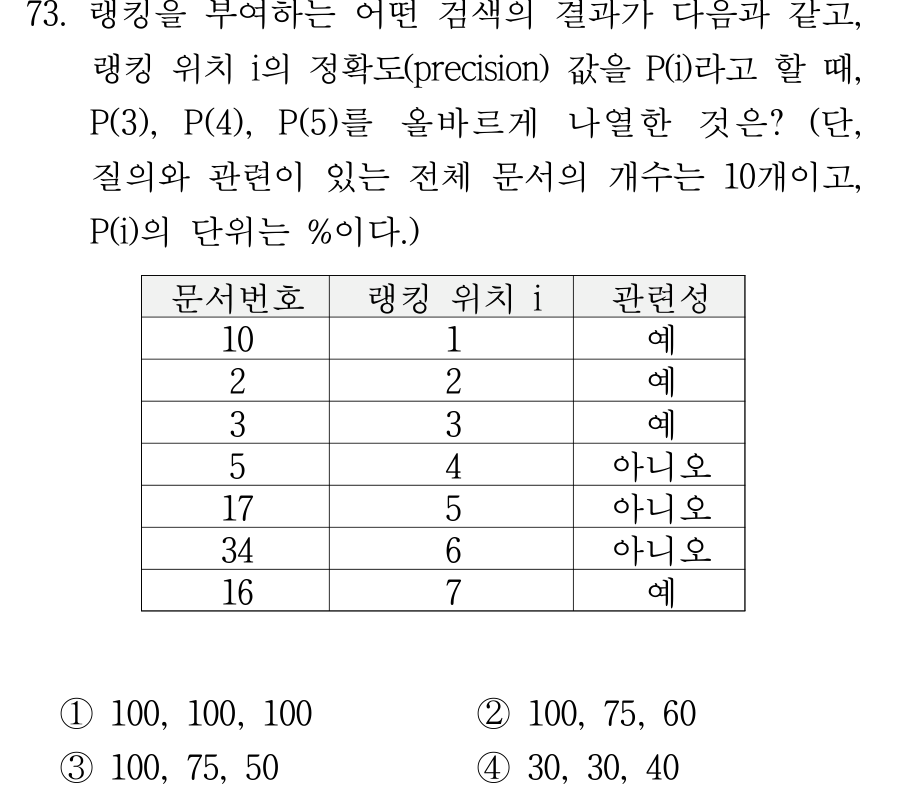 73. 랭킹을 부여하는 어떤 검색의 결과가 다음과 같고,
랭킹 위치 i의 정확도(precision) 값을 P(i)라고 할 때,
P(3), P(4), P(5)를 올바르게 나열한 것은? (단,
질의와 관련이 있는 전체 문서의 개수는 10개이고,
P(i)의 단위는 %이다.)
문서번호 랭킹 위치 i 관련성
10 1 예
2 2 예
3 3 예
5 4 아니오
17 5 아니오
34 6 아니오
16 7 예
① 100, 100, 100 ② 100, 75, 60
③ 100, 75, 50 ④ 30, 30, 40